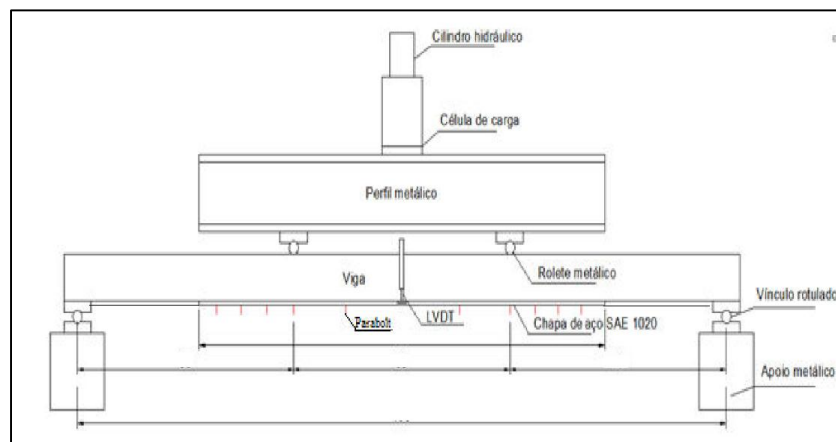 Cilindro hidráulico
Célula de carga
Perfil metálico
Rolete metálico
Viga
Vínculo rotulado
Parabolt
LVDT
Chapa de aço SAE 1020
Apoio metálico